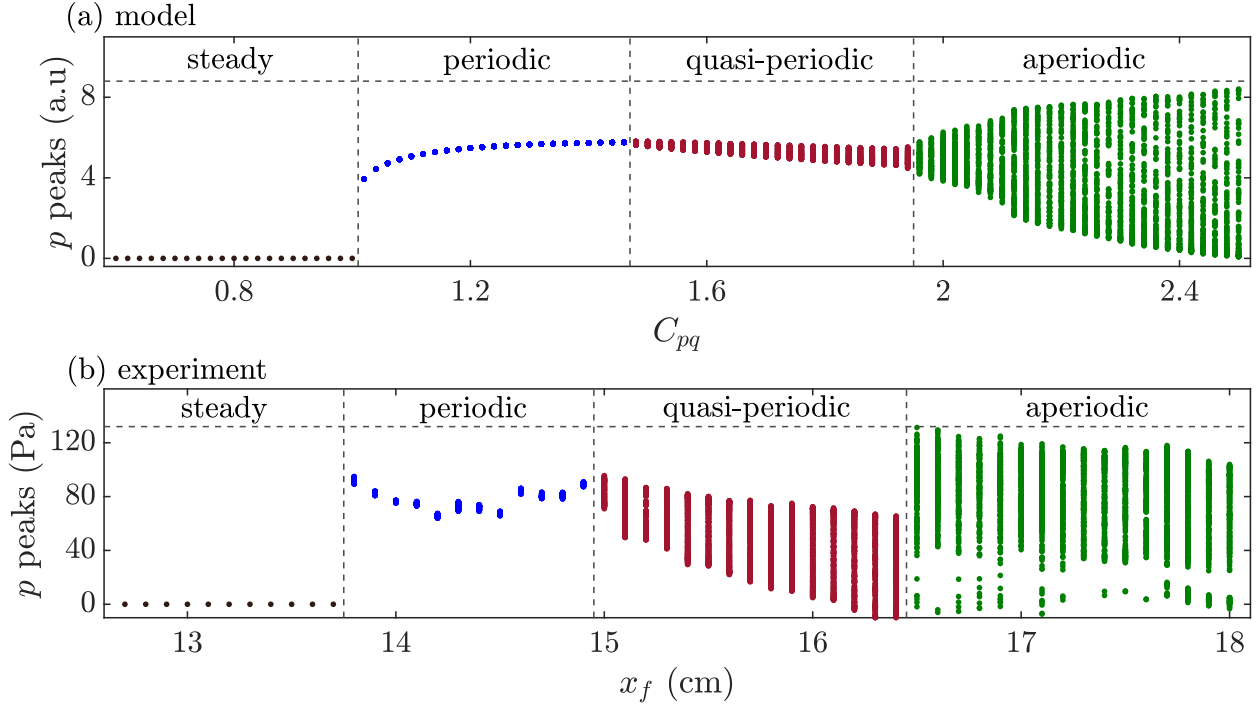 (a) model
steady periodic quasi-periodic aperiodic
p peaks (a.u)
8
4
0
0.8 1.2 1.6 2 2.4
C_{pq}
(b) experiment
steady periodic quasi-periodic aperiodic
p peaks (Pa)
120
80
40
0
13 14 15 16 17 18
x_f (cm)